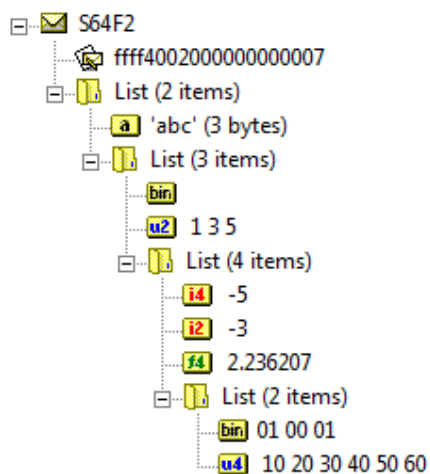 S64F2
ffff4002000000000007
List (2 items)
a 'abc' (3 bytes)
List (3 items)
bin
u2 1 3 5
List (4 items)
i4 -5
i2 -3
f4 2.236207
List (2 items)
bin 01 00 01
u4 10 20 30 40 50 60